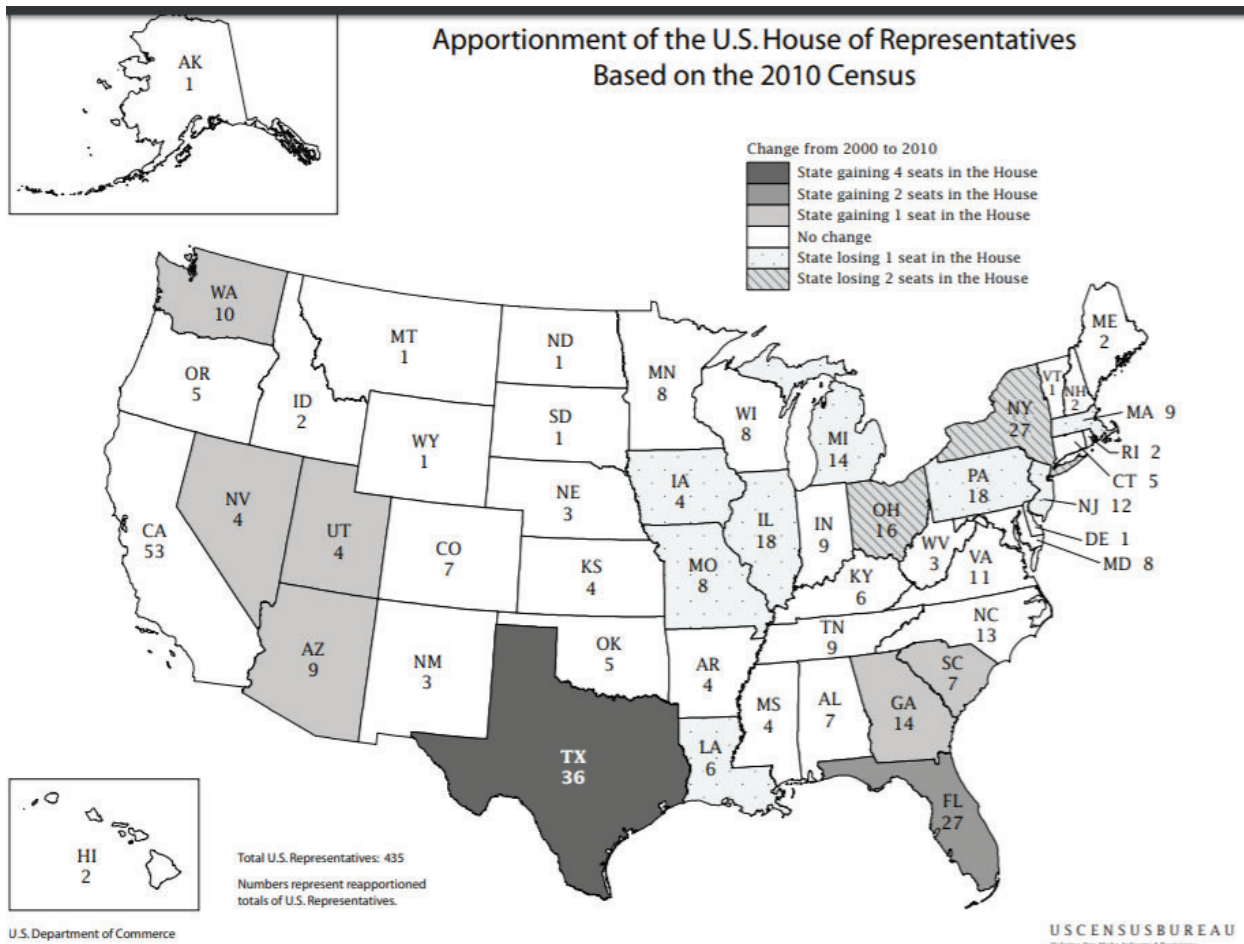 Apportionment of the U.S. House of Representatives
Based on the 2010 Census
AK
1
Change from 2000 to 2010
State gaining 4 seats in the House
State gaining 2 seats in the House
State gaining 1 seat in the House
No change
State losing 1 seat in the House
State losing 2 seats in the House
WA
10
MT
1
ND
1
MN
8
ME
2
VT
1
NH
2
OR
5
ID
2
SD
1
WI
8
MI
14
NY
27
MA 9
RI 2
CT 5
WY
1
IA
4
PA
18
NJ 12
NV
4
NE
3
IL
18
IN
9
OH
16
DE 1
MD 8
CA
53
UT
4
CO
7
KS
4
MO
8
WV
3
VA
11
KY
6
NC
13
TN
9
AZ
9
NM
3
OK
5
AR
4
SC
7
MS
4
AL
7
GA
14
TX
36
LA
6
FL
27
HI
2
Total U.S. Representatives: 435
Numbers represent reapportioned
totals of U.S. Representatives.
U.S. Department of Commerce
USCENSUSBUREAU